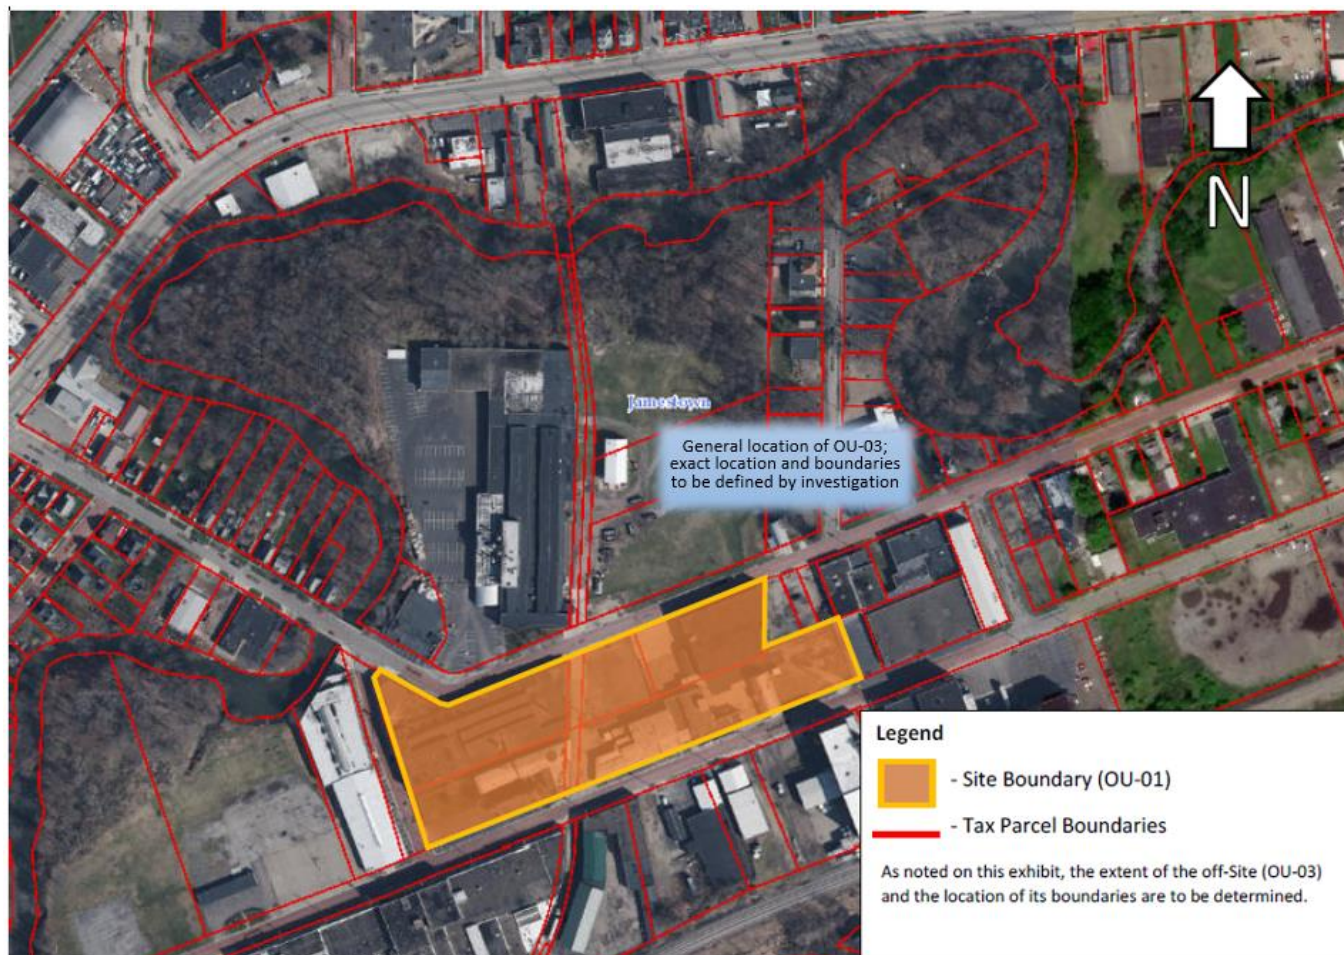 N
Jamestown
General location of OU-03;
exact location and boundaries
to be defined by investigation
Legend
- Site Boundary (OU-01)
- Tax Parcel Boundaries
As noted on this exhibit, the extent of the off-Site (OU-03)
and the location of its boundaries are to be determined.